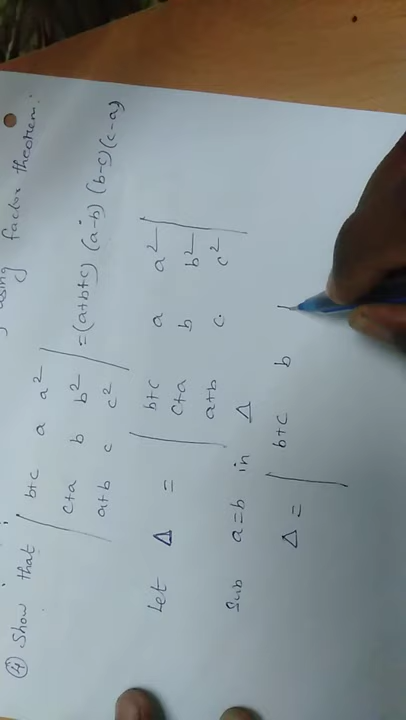 ④ Show that | b+c a a² |
| c+a b b² | = (a+b+c) (a-b) (b-c) (c-a)
| a+b c c² |
using factor theorem.
Let Δ = | b+c a a² |
| c+a b b² |
| a+b c c² |
Sub a=b in Δ
Δ = | b+c b